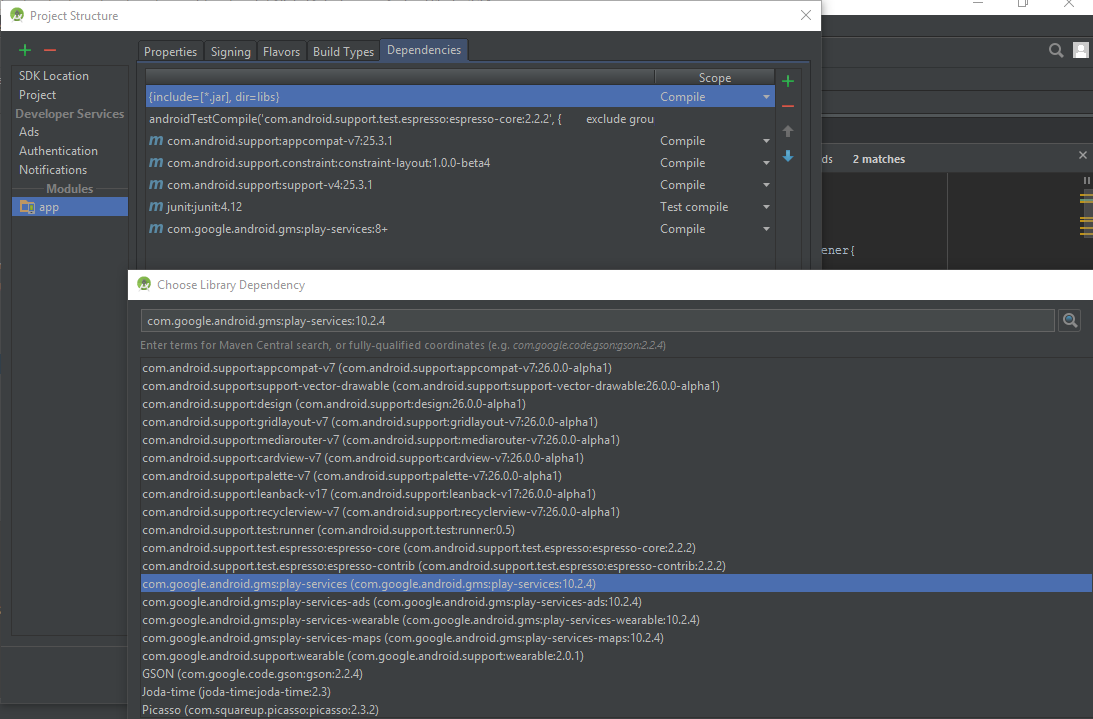 Project Structure
Properties Signing Flavors Build Types Dependencies
SDK Location
Project
Developer Services
Ads
Authentication
Notifications
Modules
app
Scope
{include=[*.jar], dir=libs} Compile
androidTestCompile('com.android.support.test.espresso:espresso-core:2.2.2', { exclude grou
m com.android.support:appcompat-v7:25.3.1 Compile
m com.android.support.constraint:constraint-layout:1.0.0-beta4 Compile
m com.android.support:support-v4:25.3.1 Compile
m junit:junit:4.12 Test compile
m com.google.android.gms:play-services:8+ Compile
ds 2 matches
ener{
Choose Library Dependency
com.google.android.gms:play-services:10.2.4
Enter terms for Maven Central search, or fully-qualified coordinates (e.g. com.google.code.gson:gson:2.2.4)
com.android.support:appcompat-v7 (com.android.support:appcompat-v7:26.0.0-alpha1)
com.android.support:support-vector-drawable (com.android.support:support-vector-drawable:26.0.0-alpha1)
com.android.support:design (com.android.support:design:26.0.0-alpha1)
com.android.support:gridlayout-v7 (com.android.support:gridlayout-v7:26.0.0-alpha1)
com.android.support:mediarouter-v7 (com.android.support:mediarouter-v7:26.0.0-alpha1)
com.android.support:cardview-v7 (com.android.support:cardview-v7:26.0.0-alpha1)
com.android.support:palette-v7 (com.android.support:palette-v7:26.0.0-alpha1)
com.android.support:leanback-v17 (com.android.support:leanback-v17:26.0.0-alpha1)
com.android.support:recyclerview-v7 (com.android.support:recyclerview-v7:26.0.0-alpha1)
com.android.support.test:runner (com.android.support.test:runner:0.5)
com.android.support.test.espresso:espresso-core (com.android.support.test.espresso:espresso-core:2.2.2)
com.android.support.test.espresso:espresso-contrib (com.android.support.test.espresso:espresso-contrib:2.2.2)
com.google.android.gms:play-services (com.google.android.gms:play-services:10.2.4)
com.google.android.gms:play-services-ads (com.google.android.gms:play-services-ads:10.2.4)
com.google.android.gms:play-services-wearable (com.google.android.gms:play-services-wearable:10.2.4)
com.google.android.gms:play-services-maps (com.google.android.gms:play-services-maps:10.2.4)
com.google.android.support:wearable (com.google.android.support:wearable:2.0.1)
GSON (com.google.code.gson:gson:2.2.4)
Joda-time (joda-time:joda-time:2.3)
Picasso (com.squareup.picasso:picasso:2.3.2)